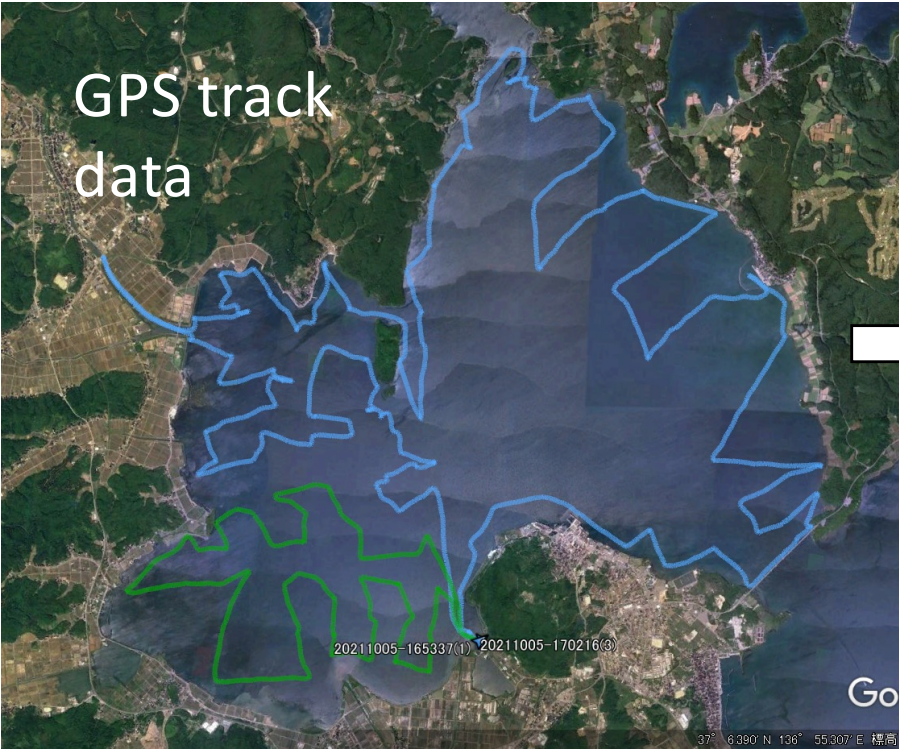 GPS track
data
20211005-165337(1) 20211005-170216(3)
Go
37° 6.390' N 136° 55.307' E 標高